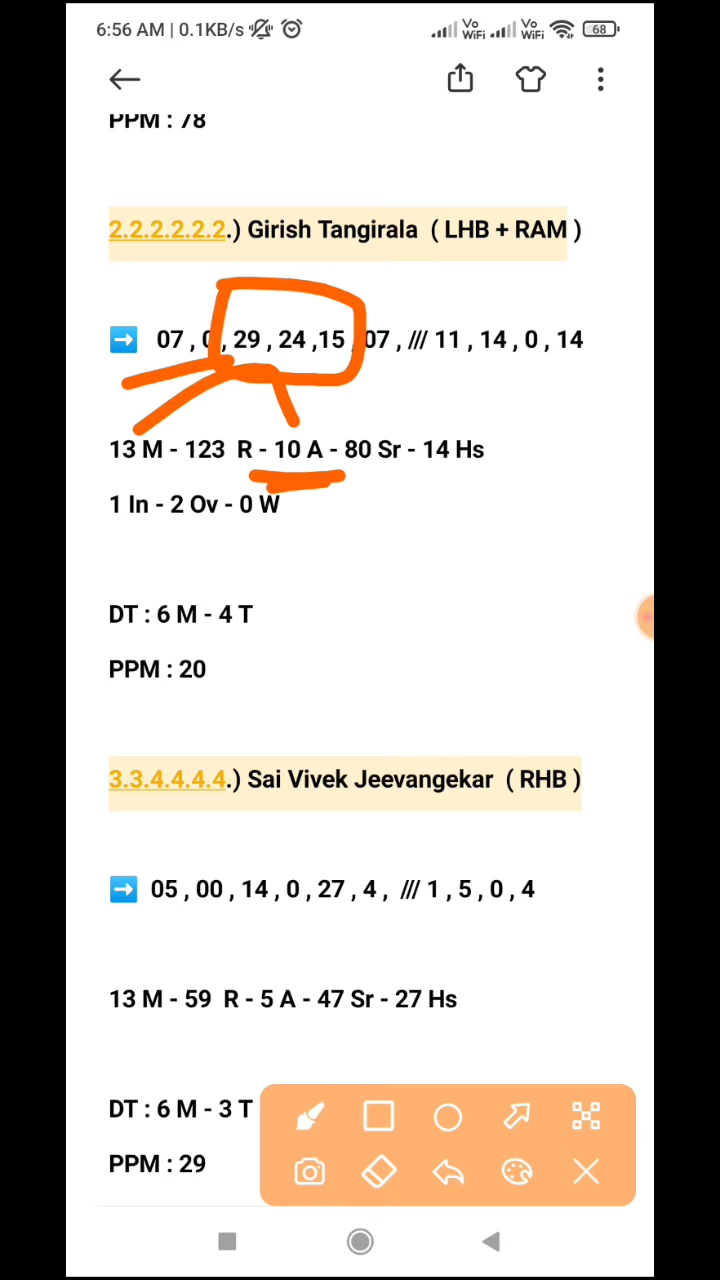 6:56 AM | 0.1KB/s Vo WiFi Vo WiFi 68
PPM : 78
2.2.2.2.2.2.) Girish Tangirala ( LHB + RAM )
07 , 0 , 29 , 24 ,15 , 07 , /// 11 , 14 , 0 , 14
13 M - 123 R - 10 A - 80 Sr - 14 Hs
1 In - 2 Ov - 0 W
DT : 6 M - 4 T
PPM : 20
3.3.4.4.4.4.) Sai Vivek Jeevangekar ( RHB )
05 , 00 , 14 , 0 , 27 , 4 , /// 1 , 5 , 0 , 4
13 M - 59 R - 5 A - 47 Sr - 27 Hs
DT : 6 M - 3 T
PPM : 29